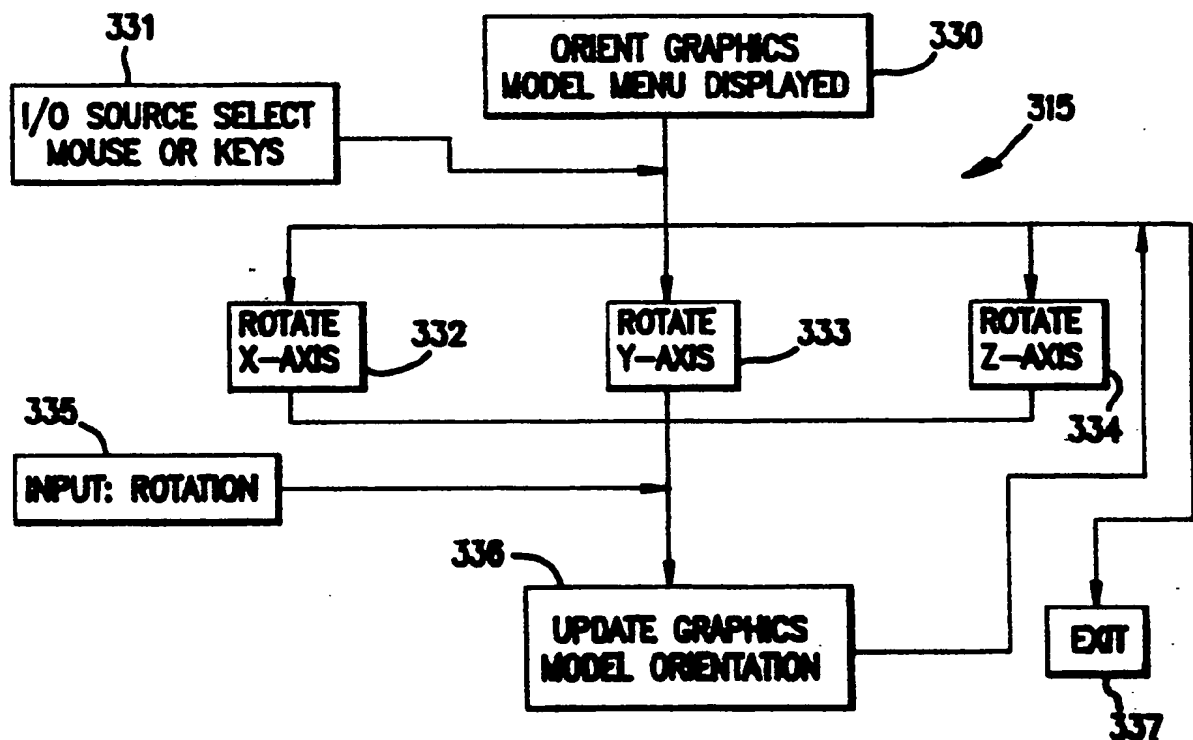 331
I/O SOURCE SELECT
MOUSE OR KEYS
ORIENT GRAPHICS
MODEL MENU DISPLAYED
330
315
ROTATE
X-AXIS
332
ROTATE
Y-AXIS
333
ROTATE
Z-AXIS
334
335
INPUT: ROTATION
336
UPDATE GRAPHICS
MODEL ORIENTATION
EXIT
337